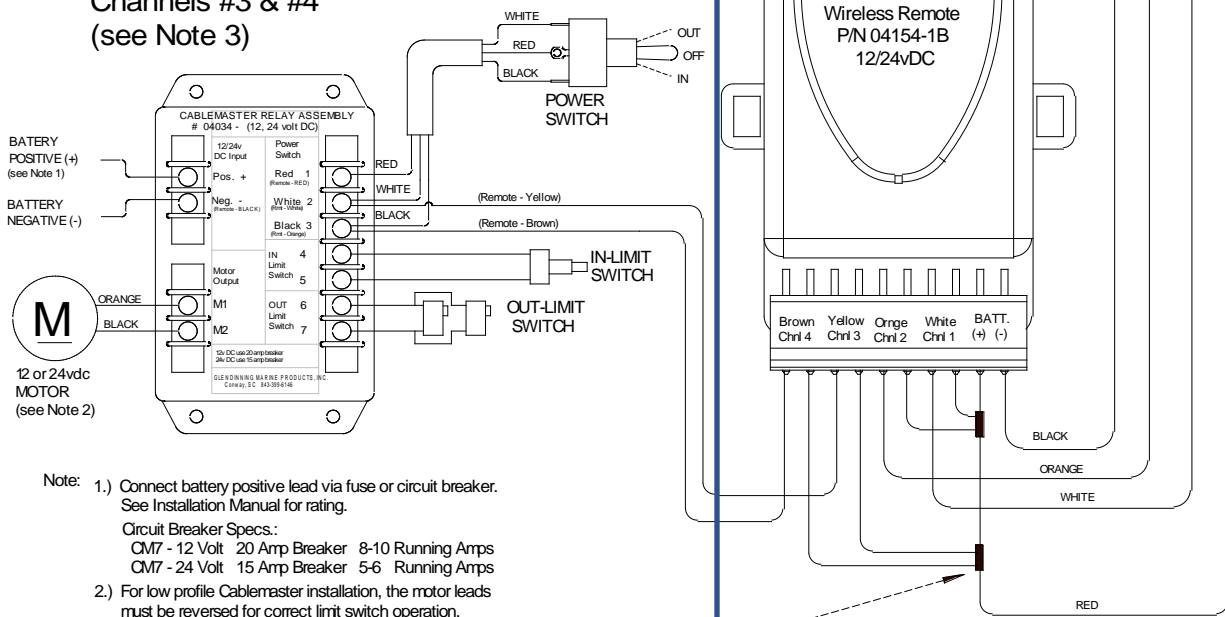 Channels #3 & #4
(see Note 3)
WHITE
RED
BLACK
OUT
OFF
IN
POWER
SWITCH
Wireless Remote
P/N 04154-1B
12/24vDC
CABLEMASTER RELAY ASSEMBLY
# 04034 - (12, 24 volt DC)
BATERY
POSITIVE (+)
(see Note 1)
BATTERY
NEGATIVE (-)
12/24v
DC Input
Pos. +
Neg. -
(Remote - BLACK)
Power
Switch
Red 1
(Remote - RED)
White 2
(Rmt - White)
Black 3
(Rmt - Orange)
IN 4
Limit
Switch 5
OUT 6
Limit
Switch 7
Motor
Output
M1
M2
12v DC use 20 amp breaker
24v DC use 15 amp breaker
GLENDINNING MARINE PRODUCTS, INC.
Conway, SC 843-399-6146
RED
WHITE
BLACK
(Remote - Yellow)
(Remote - Brown)
IN-LIMIT
SWITCH
OUT-LIMIT
SWITCH
M
ORANGE
BLACK
12 or 24vdc
MOTOR
(see Note 2)
Brown
Chnl 4
Yellow
Chnl 3
Ornge
Chnl 2
White
Chnl 1
BATT.
(+) (-)
BLACK
ORANGE
WHITE
RED
Note: 1.) Connect battery positive lead via fuse or circuit breaker.
See Installation Manual for rating.
Circuit Breaker Specs.:
CM7 - 12 Volt 20 Amp Breaker 8-10 Running Amps
CM7 - 24 Volt 15 Amp Breaker 5-6 Running Amps
2.) For low profile Cablemaster installation, the motor leads
must be reversed for correct limit switch operation.